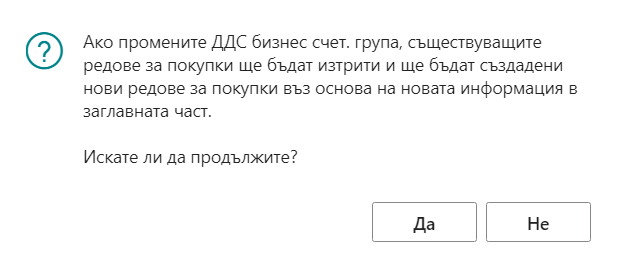 Ако промените ДДС бизнес счет. група, съществуващите
редове за покупки ще бъдат изтрити и ще бъдат създадени
нови редове за покупки въз основа на новата информация в
заглавната част.
Искате ли да продължите?
Да
Не